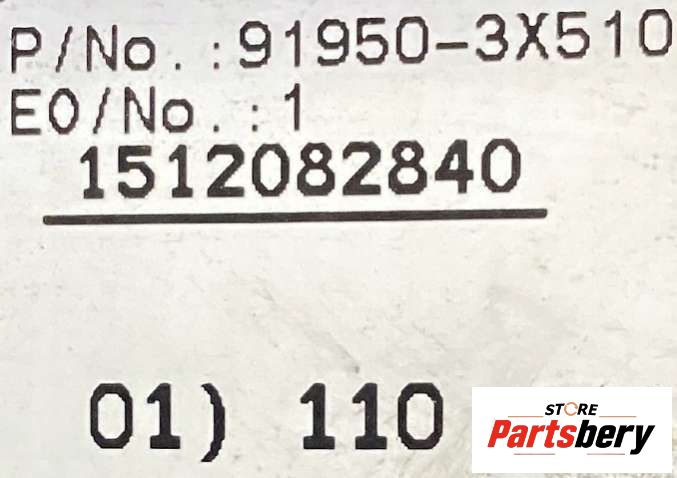 P/No.:91950-3X510
EO/No.:1
1512082840
01) 110
STORE
Partsbery